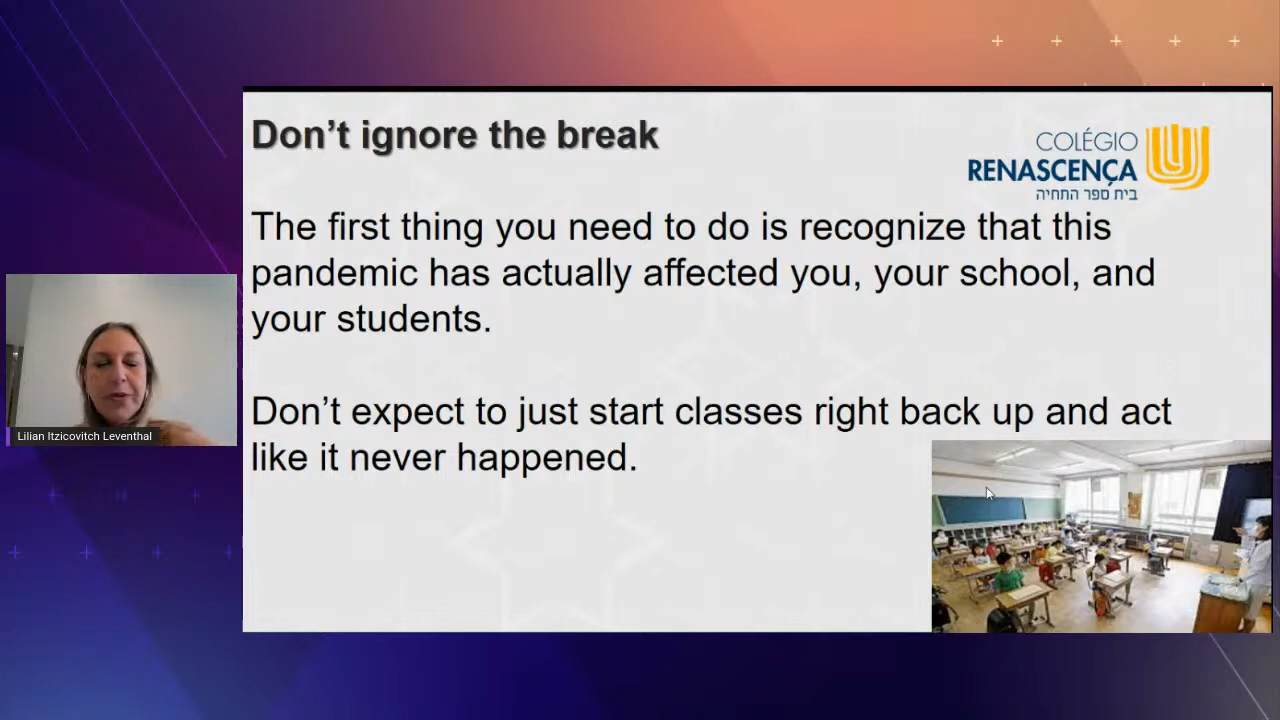 Don’t ignore the break
COLÉGIO
RENASCENÇA
בית ספר התחיה
The first thing you need to do is recognize that this
pandemic has actually affected you, your school, and
your students.
Don’t expect to just start classes right back up and act
like it never happened.
Lilian Itzicovitch Leventhal